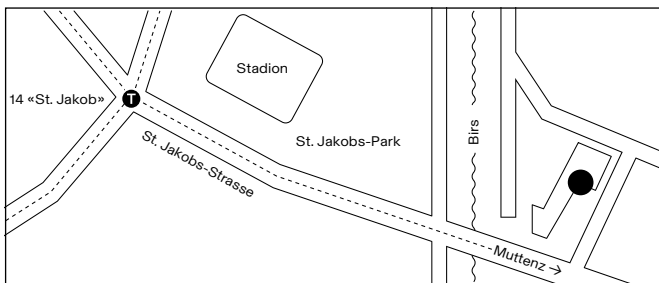 Stadion
14 «St. Jakob»
T
St. Jakobs-Park
St. Jakobs-Strasse
Birs
Muttenz →